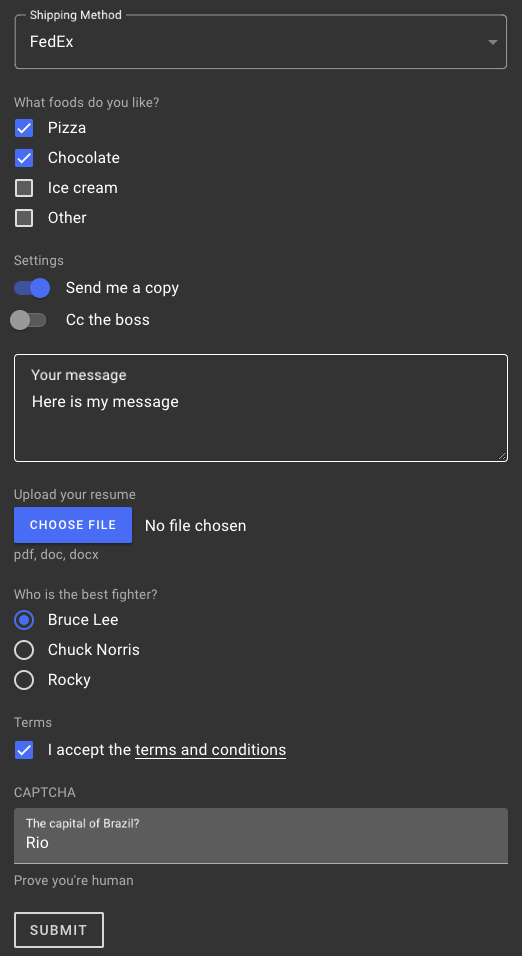 Shipping Method
FedEx
What foods do you like?
Pizza
Chocolate
Ice cream
Other
Settings
Send me a copy
Cc the boss
Your message
Here is my message
Upload your resume
CHOOSE FILE No file chosen
pdf, doc, docx
Who is the best fighter?
Bruce Lee
Chuck Norris
Rocky
Terms
I accept the terms and conditions
CAPTCHA
The capital of Brazil?
Rio
Prove you're human
SUBMIT